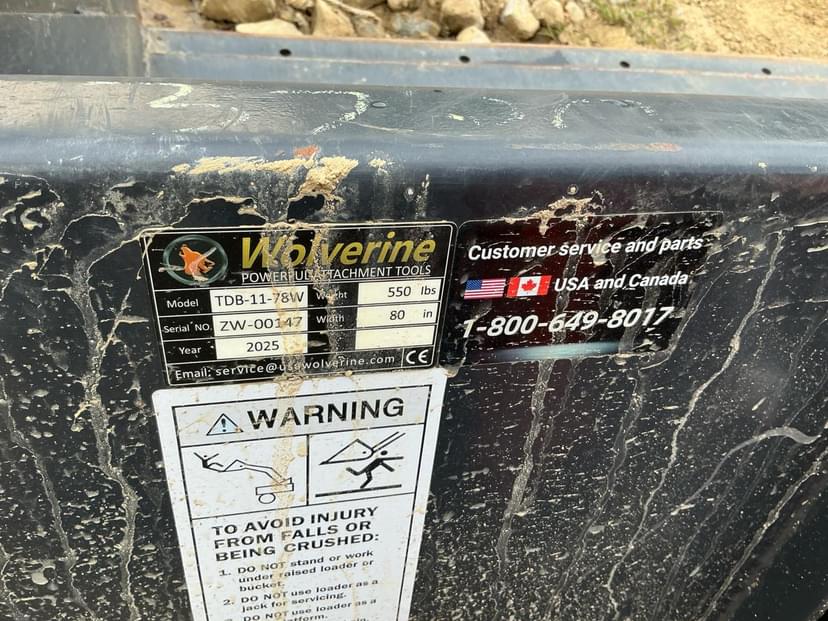 Wolverine
POWERFUL ATTACHMENT TOOLS
Model TDB-11-78W Weight 550 lbs
Serial NO. ZW-00147 Width 80 in
Year 2025
Email: service@usawolverine.com CE
Customer service and parts
USA and Canada
1-800-649-8017
WARNING
TO AVOID INJURY
FROM FALLS OR
BEING CRUSHED:
1. DO NOT stand or work
under raised loader or
bucket.
2. DO NOT use loader as a
jack for servicing.
3. DO NOT use loader as a